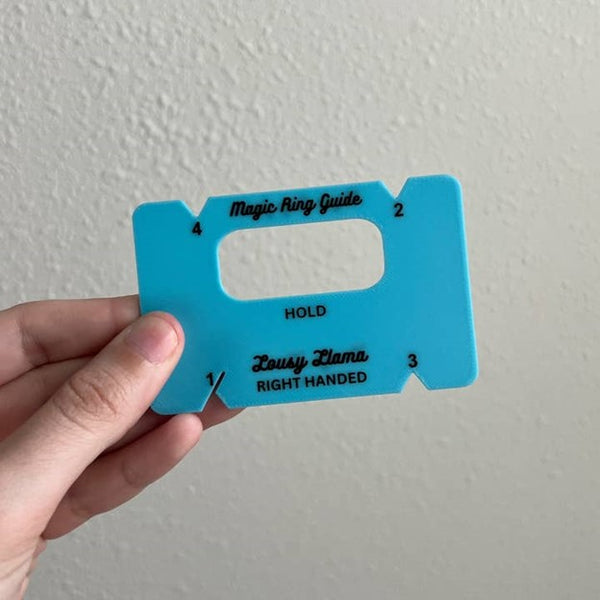 Magic Ring Guide
4
2
HOLD
Lousy Llama
1/
3
RIGHT HANDED